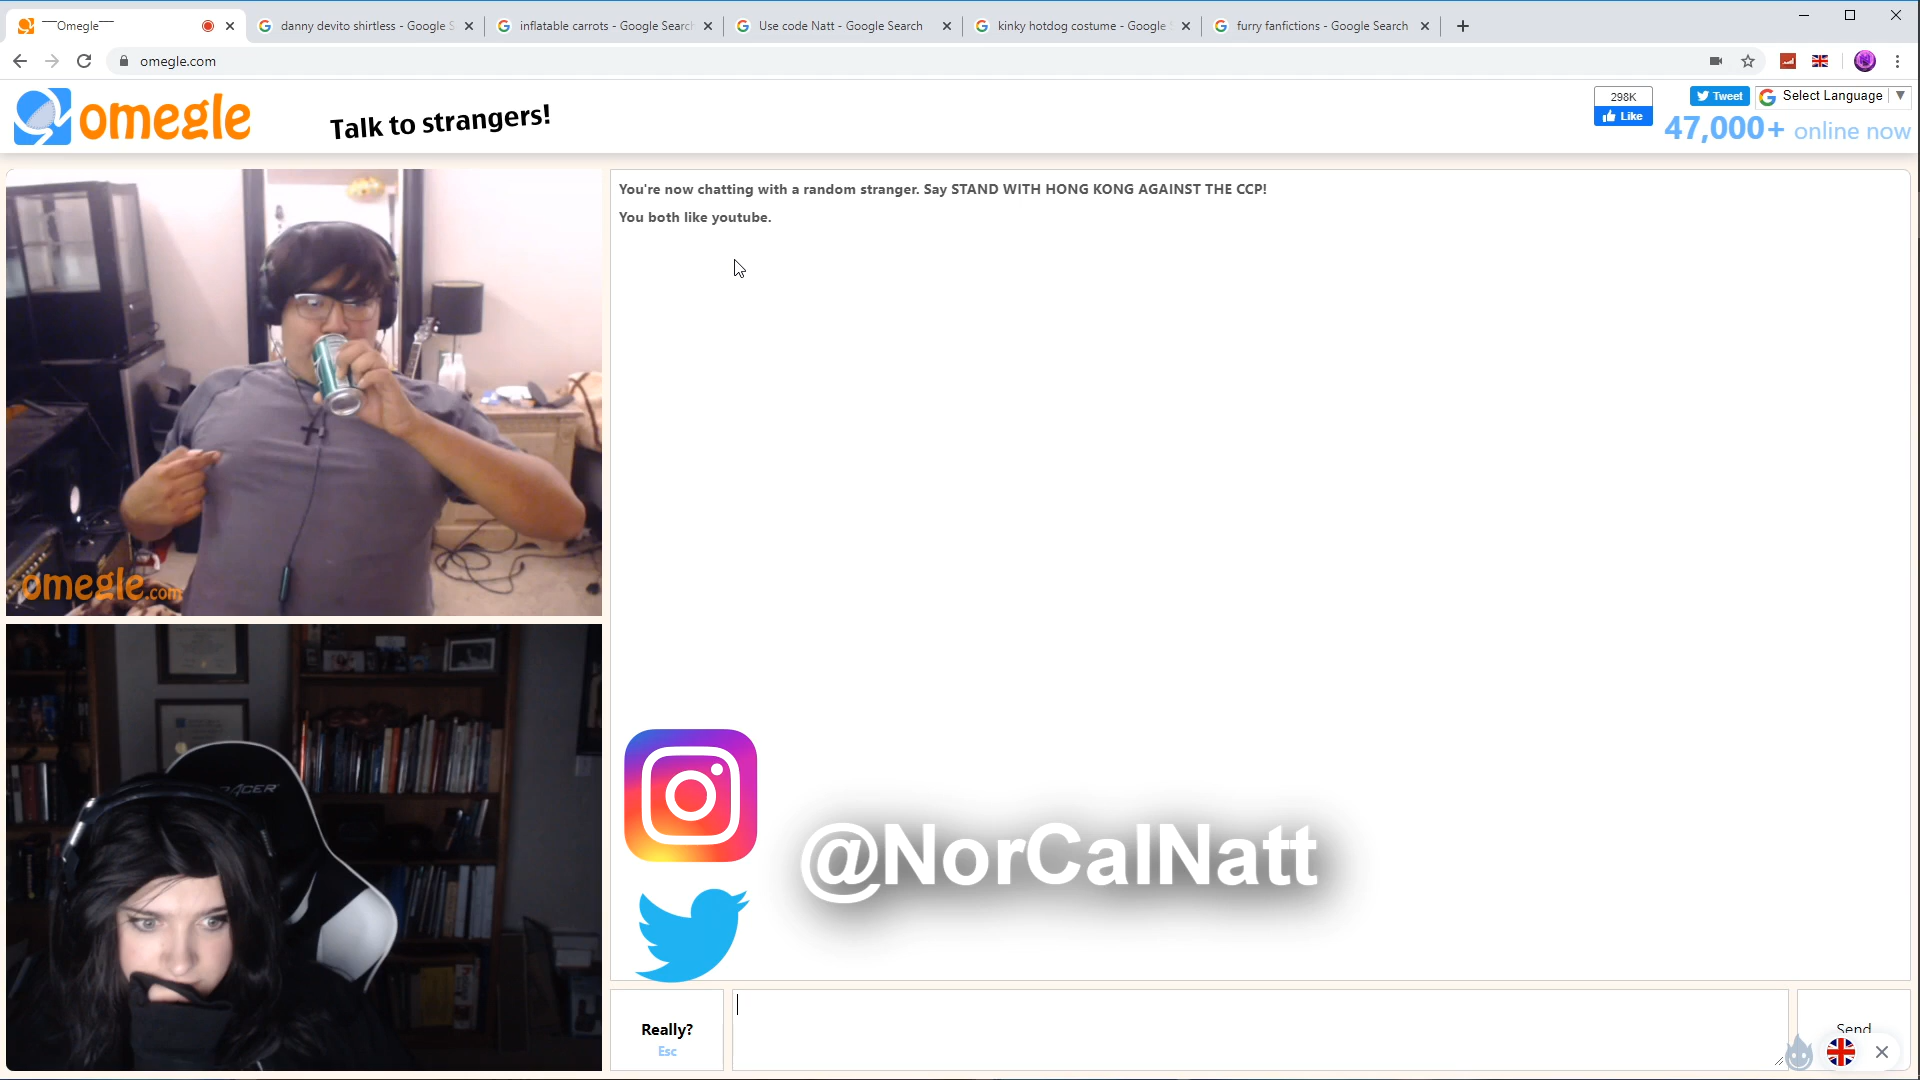 Omegle
danny devito shirtless - Google S
inflatable carrots - Google Search
Use code Natt - Google Search
kinky hotdog costume - Google S
furry fanfictions - Google Search
omegle.com
omegle
Talk to strangers!
298K
Like
Tweet
Select Language
47,000+ online now
You're now chatting with a random stranger. Say STAND WITH HONG KONG AGAINST THE CCP!
You both like youtube.
omegle.com
RACER
@NorCalNatt
Really?
Esc
Send